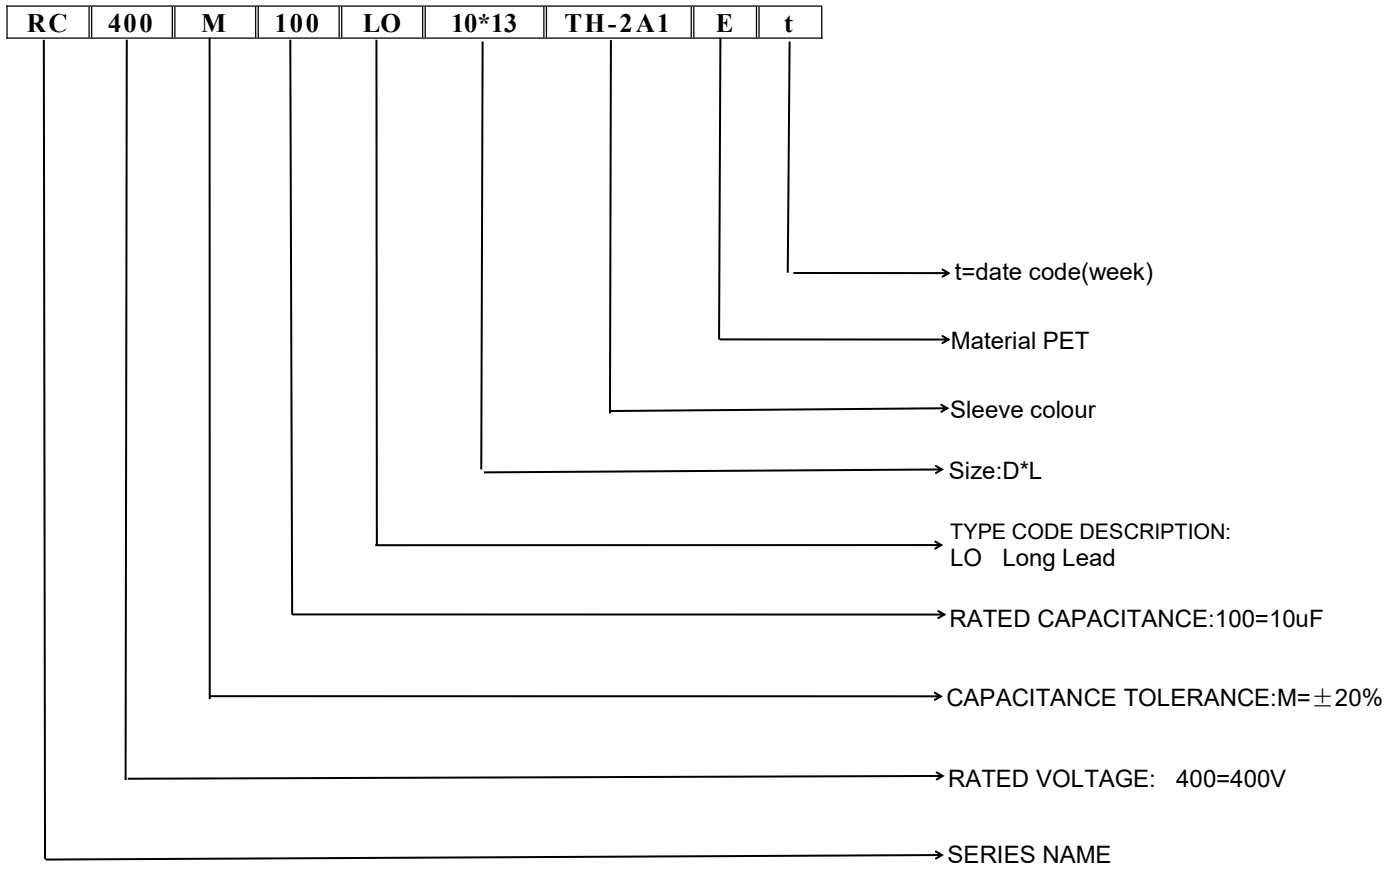 RC 400 M 100 LO 10*13 TH-2A1 E t
t=date code(week)
Material PET
Sleeve colour
Size:D*L
TYPE CODE DESCRIPTION:
LO Long Lead
RATED CAPACITANCE:100=10uF
CAPACITANCE TOLERANCE:M=±20%
RATED VOLTAGE: 400=400V
SERIES NAME